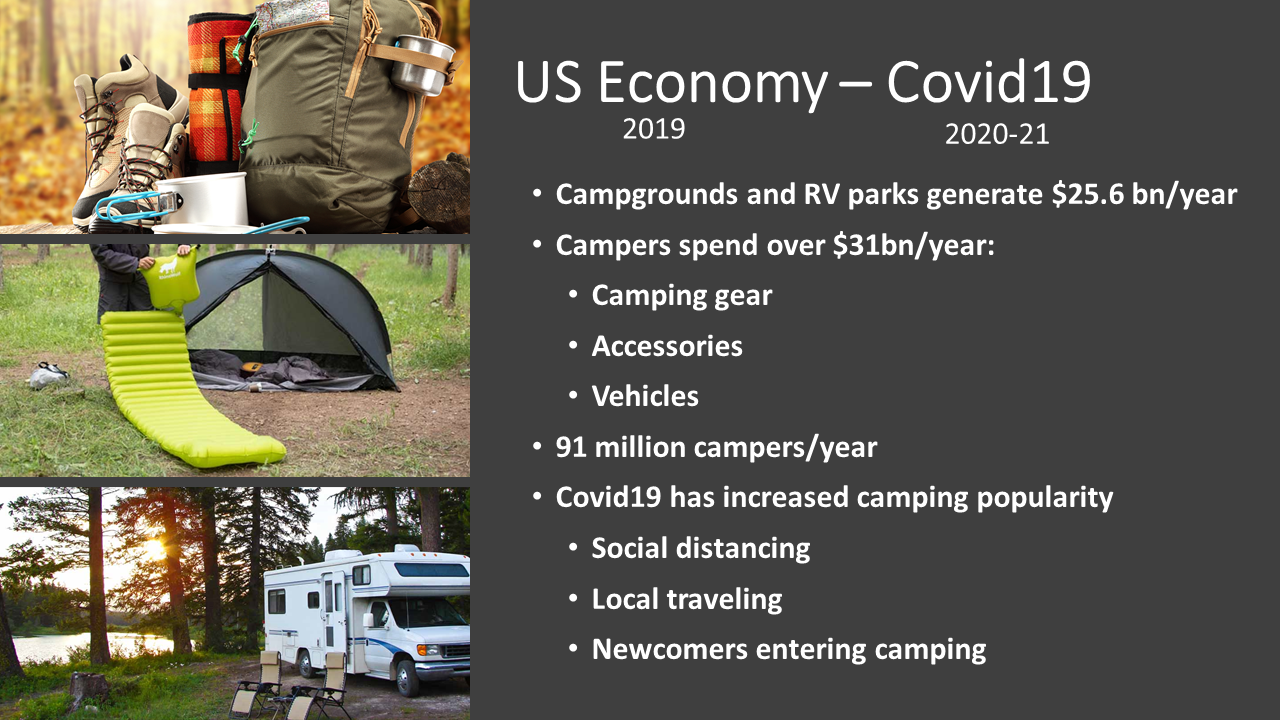 US Economy – Covid19
2019 2020-21
• Campgrounds and RV parks generate $25.6 bn/year
• Campers spend over $31bn/year:
• Camping gear
• Accessories
• Vehicles
• 91 million campers/year
• Covid19 has increased camping popularity
• Social distancing
• Local traveling
• Newcomers entering camping